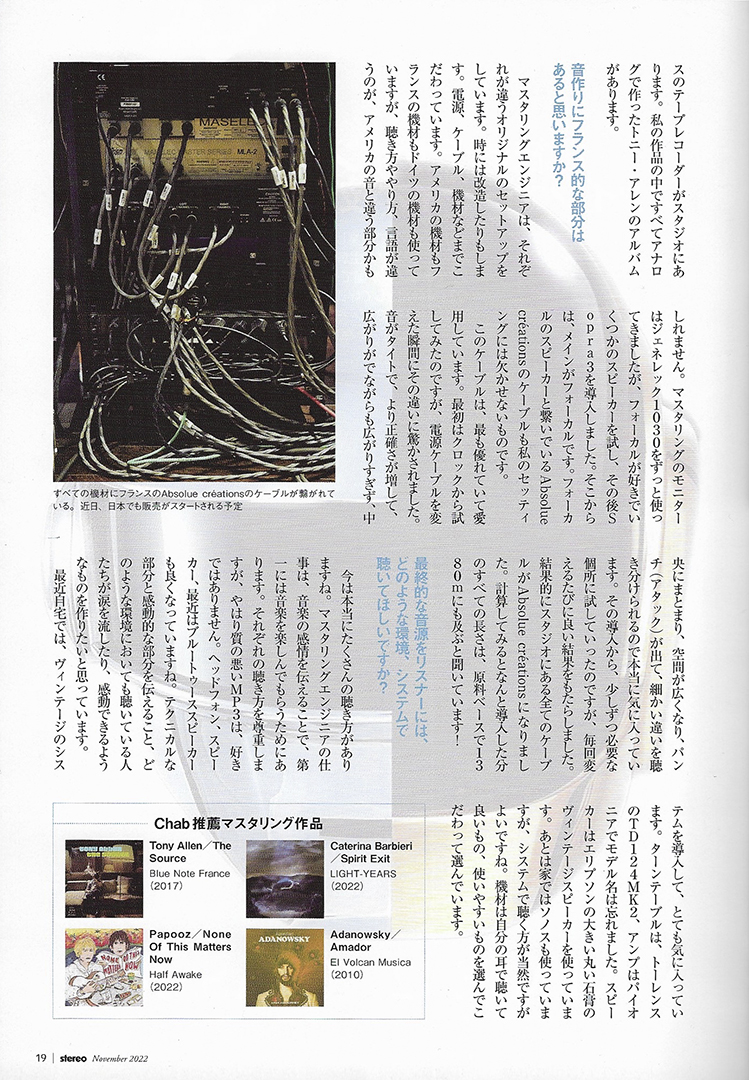 スのテープレコーダーがスタジオにあ
ります。私の作品の中ですべてアナロ
グで作ったトニー・アレンのアルバム
があります。
音作りにフランス的な部分は
あると思いますか？
マスタリングエンジニアは、それぞ
れが違うオリジナルのセットアップを
しています。時には改造したりもしま
す。電源、ケーブル、機材などまでこ
だわっています。アメリカの機材もフ
ランスの機材もドイツの機材も使って
いますが、聴き方ややり方、言語が違
うのが、アメリカの音と違う部分かも
しれません。マスタリングのモニター
はジェネレック1030をずっと使っ
てきましたが、フォーカルが好きでい
くつかのスピーカーを試し、その後S
opra3を導入しました。そこから
は、メインがフォーカルです。フォーカ
ルのスピーカーと繋いでいるAbsolue
créationsのケーブルも私のセッティ
ングには欠かせないものです。
このケーブルは、最も優れていて愛
用しています。最初はクロックから試
してみたのですが、電源ケーブルを変
えた瞬間にその違いに驚かされました。
音がタイトで、より正確さが増して、
広がりがでながらも広がりすぎず、中
央にまとまり、空間が広くなり、パン
チ（アタック）が出て、細かい違いを聴
き分けられるので本当に気に入ってい
ます。その導入から、少しずつ必要な
個所に試していったのですが、毎回変
えるたびに良い結果をもたらしました。
結果的にスタジオにある全てのケーブ
ルがAbsolue créationsになりまし
た。計算してみるとなんと導入した分
のすべての長さは、原料ベースで13
80mにも及ぶと聞いています！
最終的な音源をリスナーには、
どのような環境、システムで
聴いてほしいですか？
今は本当にたくさんの聴き方があり
ますね。マスタリングエンジニアの仕
事は、音楽の感情を伝えることで、第
一には音楽を楽しんでもらうためにあ
ります。それぞれの聴き方を尊重しま
すが、やはり質の悪いMP3は、好き
ではありません。ヘッドフォン、スピー
カー、最近はブルートゥーススピーカー
も良くなっていますね。テクニカルな
部分と感動的な部分を伝えること、ど
のような環境においても聴いている人
たちが涙を流したり、感動できるよう
なものを作りたいと思っています。
最近自宅では、ヴィンテージのシス
テムを導入して、とても気に入ってい
ます。ターンテーブルは、トーレンス
のTD124MK2、アンプはパイオ
ニアでモデル名は忘れました。スピー
カーはエリプソンの大きい丸い石膏の
ヴィンテージスピーカーを使っていま
す。あとは家ではソノスも使っていま
すが、システムで聴く方が当然ですが
よいですね。機材は自分の耳で聴いて
良いもの、使いやすいものを選んでこ
だわって選んでいます。
MASELEC
MASELEC MASTER SERIES MLA-2
すべての機材にフランスのAbsolue créationsのケーブルが繋がれて
いる。近日、日本でも販売がスタートされる予定
Chab推薦マスタリング作品
Tony Allen／The
Source
Blue Note France
（2017）
Caterina Barbieri
／Spirit Exit
LIGHT-YEARS
（2022）
Papooz／None
Of This Matters
Now
Half Awake
（2022）
ADANOWSKY
Adanowsky／
Amador
El Volcan Musica
（2010）
19 | stereo November 2022